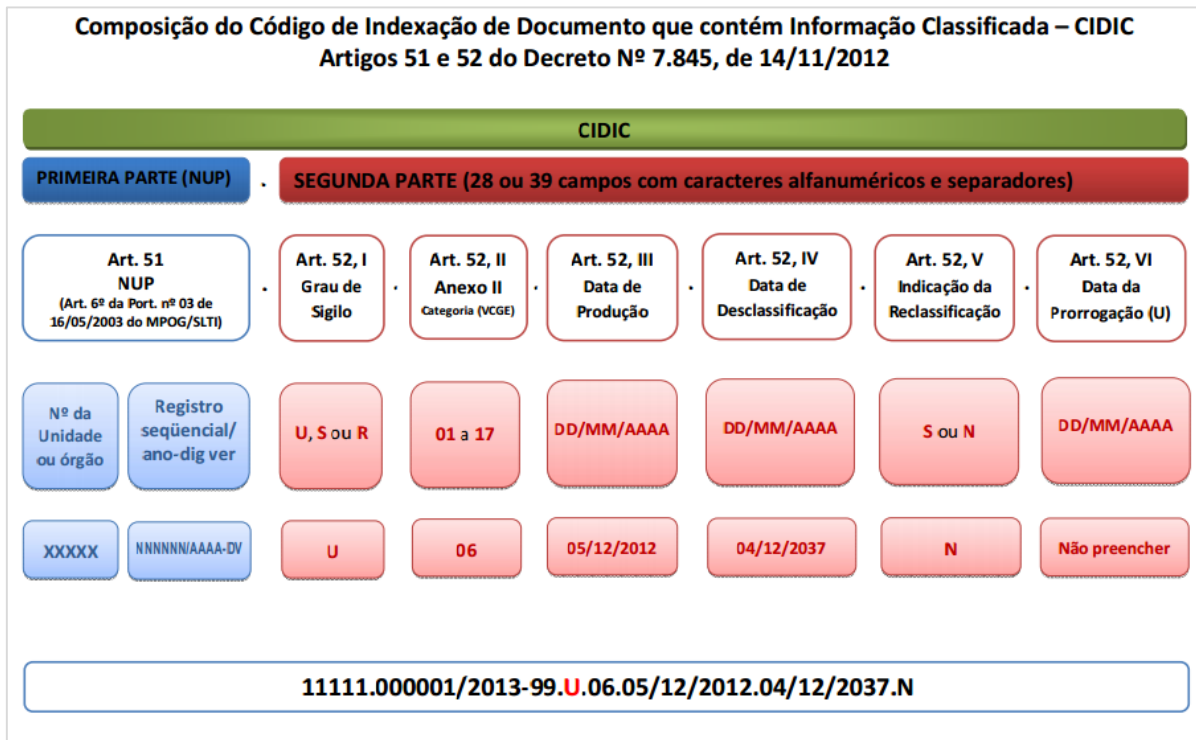 Composição do Código de Indexação de Documento que contém Informação Classificada – CIDIC
Artigos 51 e 52 do Decreto Nº 7.845, de 14/11/2012
CIDIC
PRIMEIRA PARTE (NUP) . SEGUNDA PARTE (28 ou 39 campos com caracteres alfanuméricos e separadores)
Art. 51
NUP
(Art. 6º da Port. nº 03 de
16/05/2003 do MPOG/SLTI)
.
Art. 52, I
Grau de
Sigilo
.
Art. 52, II
Anexo II
Categoria (VCGE)
.
Art. 52, III
Data de
Produção
.
Art. 52, IV
Data de
Desclassificação
.
Art. 52, V
Indicação da
Reclassificação
.
Art. 52, VI
Data da
Prorrogação (U)
Nº da
Unidade
ou órgão
Registro
seqüencial/
ano-dig ver
U, S ou R
01 a 17
DD/MM/AAAA
DD/MM/AAAA
S ou N
DD/MM/AAAA
XXXXX
NNNNNN/AAAA-DV
U
06
05/12/2012
04/12/2037
N
Não preencher
11111.000001/2013-99.U.06.05/12/2012.04/12/2037.N